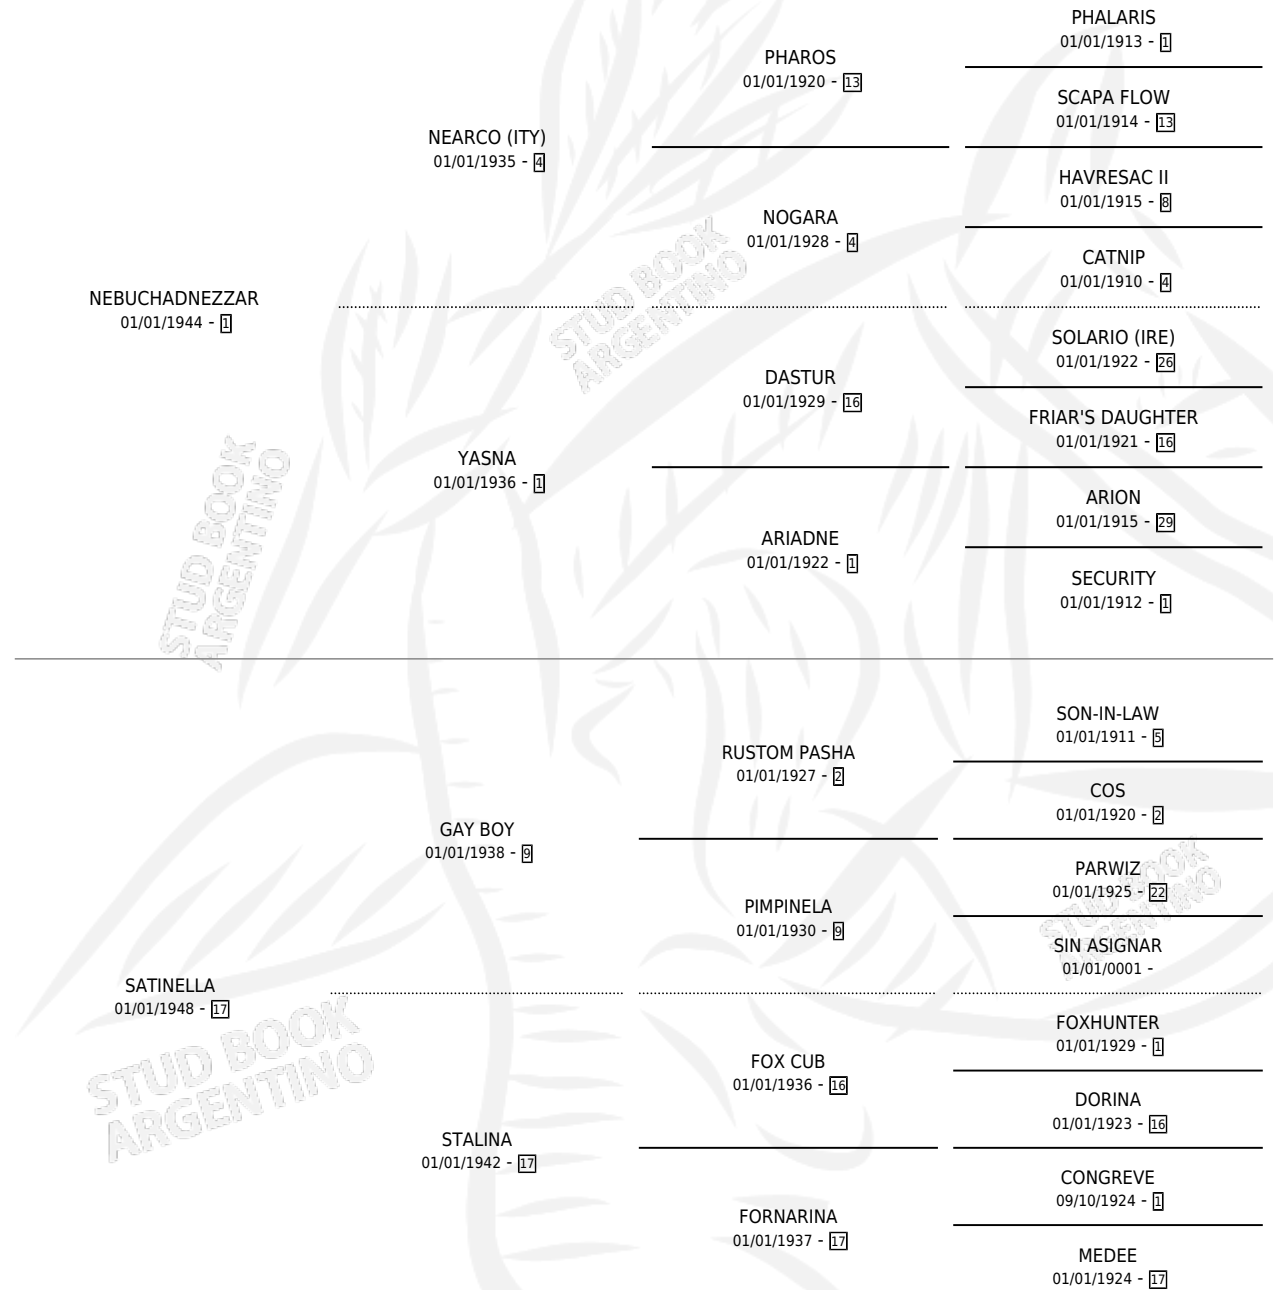 PHALARIS
01/01/1913 - 1
PHAROS
01/01/1920 - 13
SCAPA FLOW
01/01/1914 - 13
NEARCO (ITY)
01/01/1935 - 4
HAVRESAC II
01/01/1915 - 8
NOGARA
01/01/1928 - 4
CATNIP
01/01/1910 - 4
NEBUCHADNEZZAR
01/01/1944 - 1
STUD BOOK
ARGENTINO
SOLARIO (IRE)
01/01/1922 - 26
DASTUR
01/01/1929 - 16
FRIAR'S DAUGHTER
01/01/1921 - 16
YASNA
01/01/1936 - 1
ARION
01/01/1915 - 29
ARIADNE
01/01/1922 - 1
SECURITY
01/01/1912 - 1
STUD BOOK
ARGENTINO
SON-IN-LAW
01/01/1911 - 5
RUSTOM PASHA
01/01/1927 - 2
COS
01/01/1920 - 2
GAY BOY
01/01/1938 - 9
PARWIZ
01/01/1925 - 22
PIMPINELA
01/01/1930 - 9
SIN ASIGNAR
01/01/0001 -
STUD BOOK
ARGENTINO
SATINELLA
01/01/1948 - 17
STUD BOOK
ARGENTINO
FOXHUNTER
01/01/1929 - 1
FOX CUB
01/01/1936 - 16
DORINA
01/01/1923 - 16
STALINA
01/01/1942 - 17
CONGREVE
09/10/1924 - 1
FORNARINA
01/01/1937 - 17
MEDEE
01/01/1924 - 17